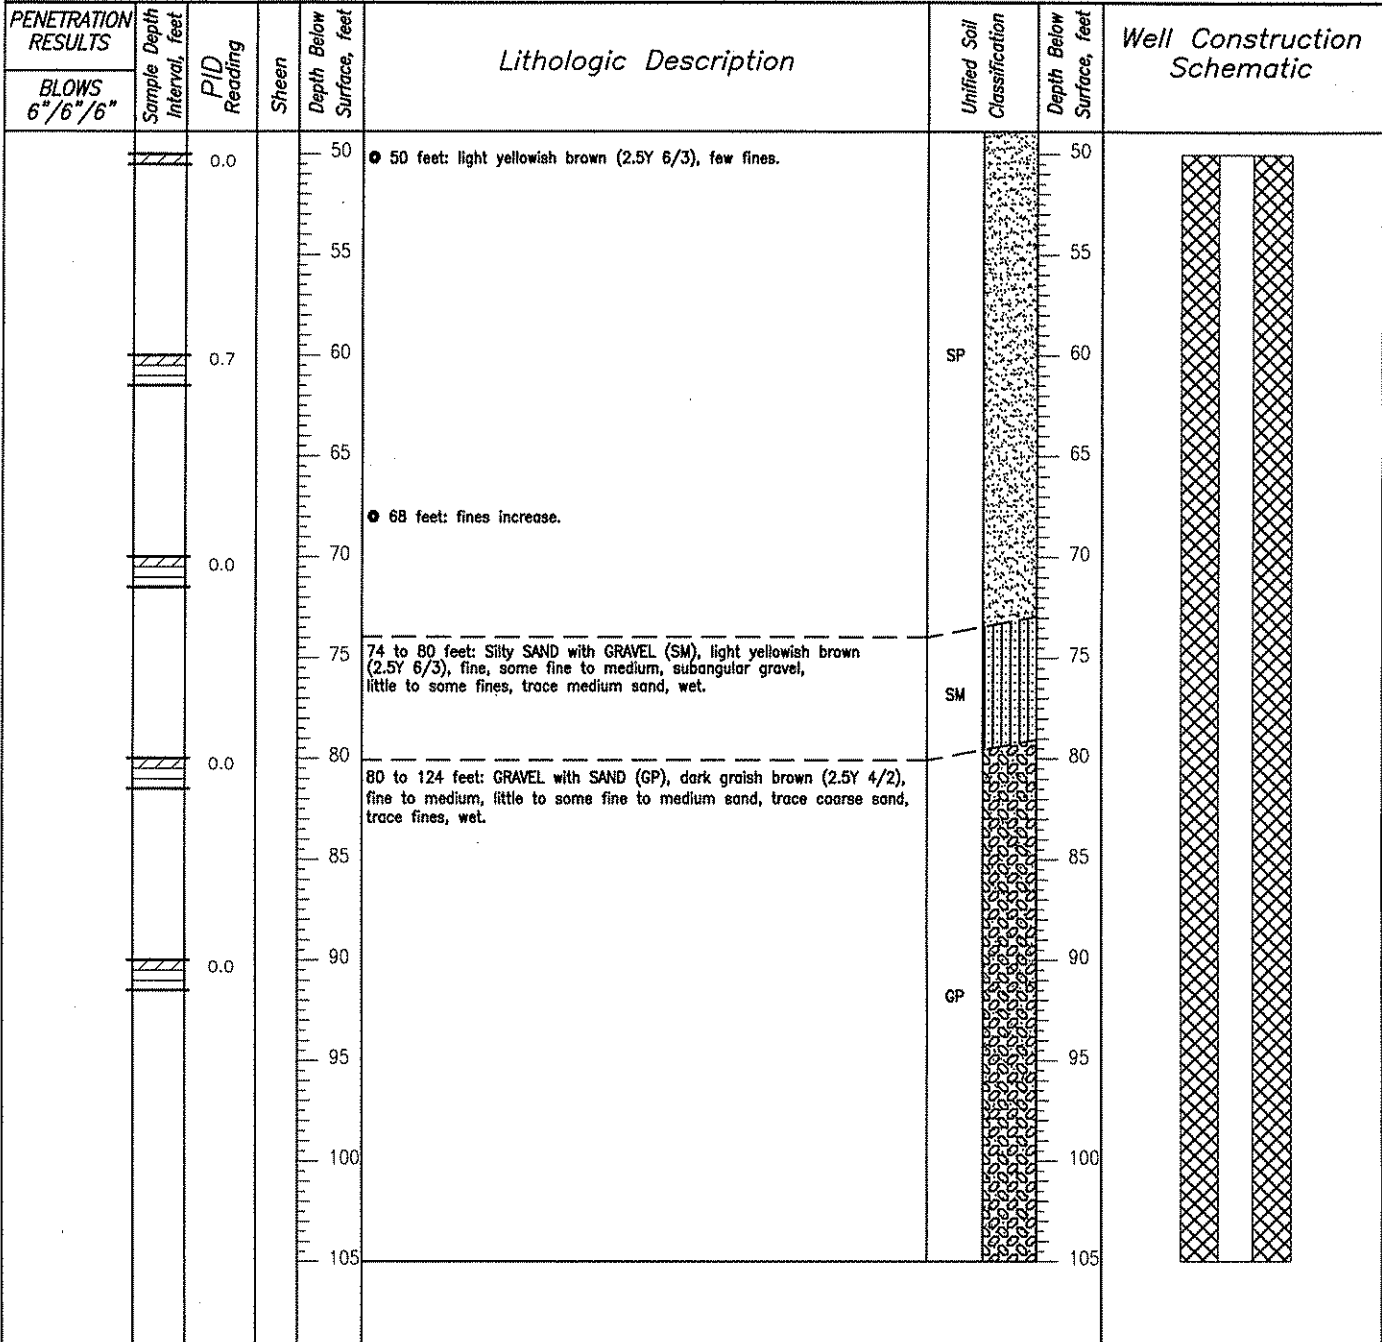 PENETRATION
RESULTS
BLOWS
6"/6"/6"
Sample Depth
Interval, feet
PID
Reading
Sheen
Depth Below
Surface, feet
Lithologic Description
Unified Soil
Classification
Depth Below
Surface, feet
Well Construction
Schematic
0.0
50
@ 50 feet: light yellowish brown (2.5Y 6/3), few fines.
50
55
55
0.7
60
SP
60
65
65
@ 68 feet: fines increase.
0.0
70
70
74 to 80 feet: Silty SAND with GRAVEL (SM), light yellowish brown
(2.5Y 6/3), fine, some fine to medium, subangular gravel,
little to some fines, trace medium sand, wet.
75
75
SM
0.0
80
80
80 to 124 feet: GRAVEL with SAND (GP), dark graish brown (2.5Y 4/2),
fine to medium, little to some fine to medium sand, trace coarse sand,
trace fines, wet.
85
85
0.0
90
90
GP
95
95
100
100
105
105